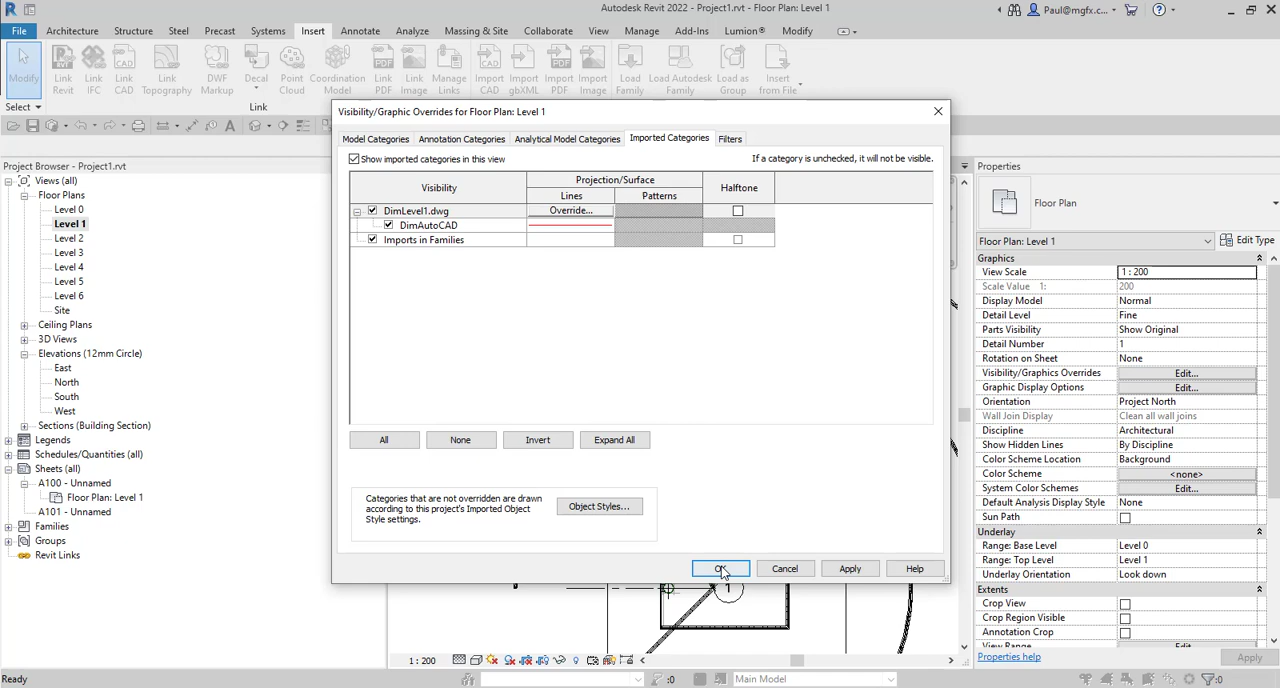 Autodesk Revit 2022 - Project1.rvt - Floor Plan: Level 1
Paul@mgfx.c...
File Architecture Structure Steel Precast Systems Insert Annotate Analyze Massing & Site Collaborate View Manage Add-Ins Lumion® Modify
Modify
Link Revit
Link IFC
Link CAD
Link Topography
DWF Markup
Decal
Point Cloud
Coordination Model
Link PDF
Link Image
Manage Links
Import CAD
Import gbXML
Import PDF
Import Image
Load Family
Load Autodesk Family
Load as Group
Insert from File
Select
Link
Project Browser - Project1.rvt
Views (all)
Floor Plans
Level 0
Level 1
Level 2
Level 3
Level 4
Level 5
Level 6
Site
Ceiling Plans
3D Views
Elevations (12mm Circle)
East
North
South
West
Sections (Building Section)
Legends
Schedules/Quantities (all)
Sheets (all)
A100 - Unnamed
Floor Plan: Level 1
A101 - Unnamed
Families
Groups
Revit Links
Visibility/Graphic Overrides for Floor Plan: Level 1
Model Categories Annotation Categories Analytical Model Categories Imported Categories Filters
Show imported categories in this view
If a category is unchecked, it will not be visible.
Visibility Projection/Surface Halftone
Lines Patterns
DimLevel1.dwg Override...
DimAutoCAD
Imports in Families
All None Invert Expand All
Categories that are not overridden are drawn
according to this project's Imported Object
Style settings.
Object Styles...
OK Cancel Apply Help
1
1 : 200
Properties
Floor Plan
Floor Plan: Level 1 Edit Type
Graphics
View Scale 1 : 200
Scale Value 1: 200
Display Model Normal
Detail Level Fine
Parts Visibility Show Original
Detail Number 1
Rotation on Sheet None
Visibility/Graphics Overrides Edit...
Graphic Display Options Edit...
Orientation Project North
Wall Join Display Clean all wall joins
Discipline Architectural
Show Hidden Lines By Discipline
Color Scheme Location Background
Color Scheme <none>
System Color Schemes Edit...
Default Analysis Display Style None
Sun Path
Underlay
Range: Base Level Level 0
Range: Top Level Level 1
Underlay Orientation Look down
Extents
Crop View
Crop Region Visible
Annotation Crop
View Range Edit...
Properties help Apply
Ready
:0
Main Model
:0